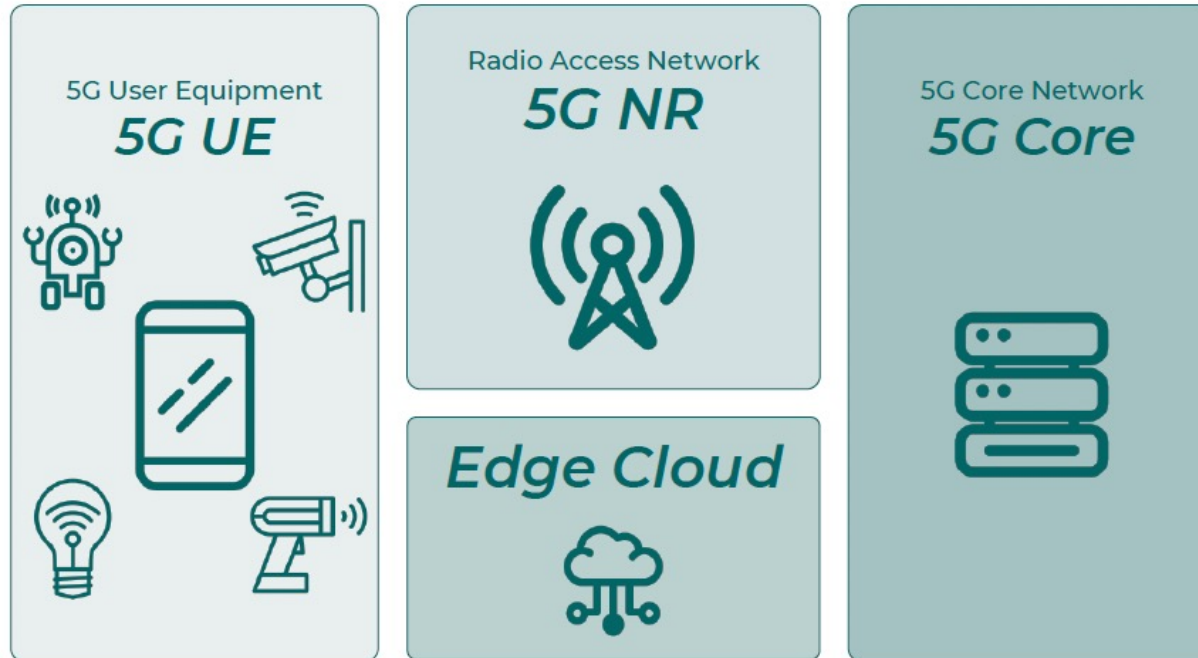 5G User Equipment
5G UE
Radio Access Network
5G NR
Edge Cloud
5G Core Network
5G Core